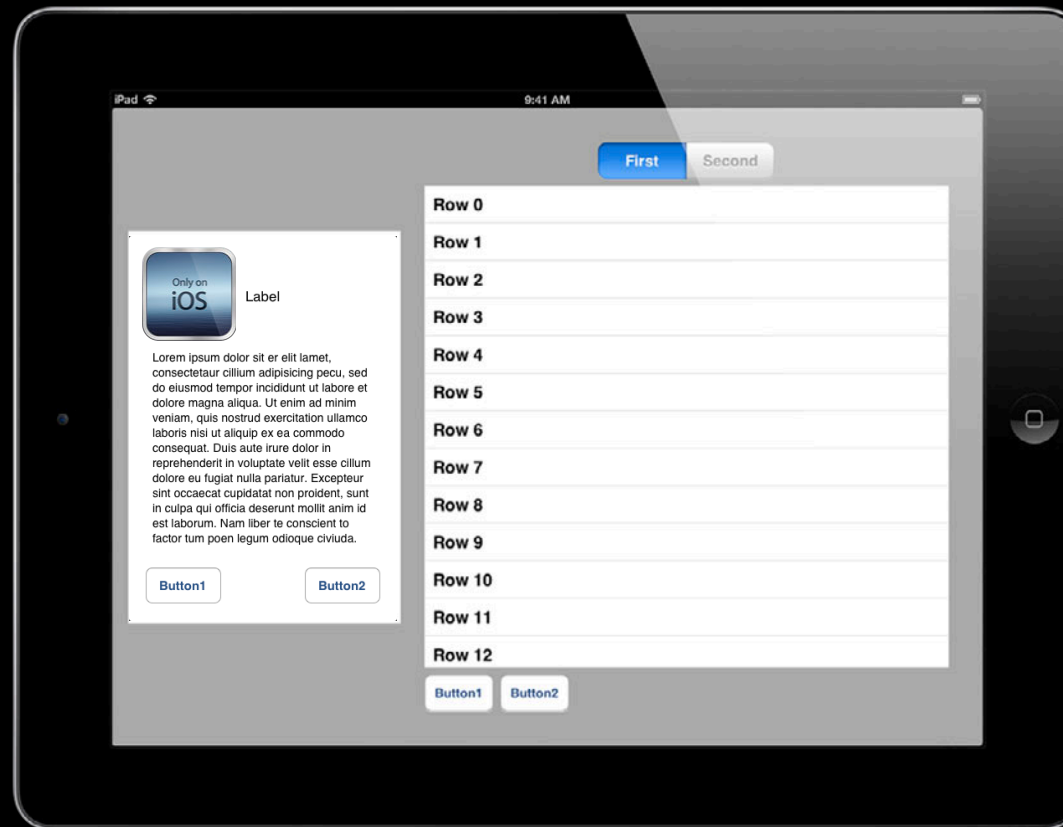 iPad
9:41 AM
First
Second
Row 0
Row 1
Row 2
Row 3
Row 4
Row 5
Row 6
Row 7
Row 8
Row 9
Row 10
Row 11
Row 12
Button1
Button2
Only on
iOS
Label
Lorem ipsum dolor sit er elit lamet,
consectetaur cillium adipisicing pecu, sed
do eiusmod tempor incididunt ut labore et
dolore magna aliqua. Ut enim ad minim
veniam, quis nostrud exercitation ullamco
laboris nisi ut aliquip ex ea commodo
consequat. Duis aute irure dolor in
reprehenderit in voluptate velit esse cillum
dolore eu fugiat nulla pariatur. Excepteur
sint occaecat cupidatat non proident, sunt
in culpa qui officia deserunt mollit anim id
est laborum. Nam liber te conscient to
factor tum poen legum odioque civiuda.
Button1
Button2